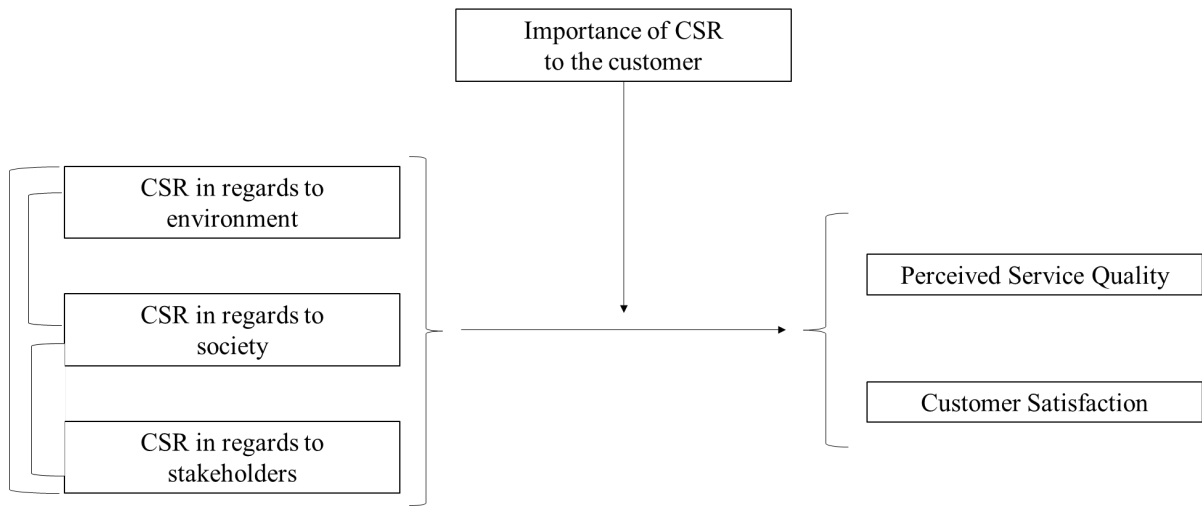 Importance of CSR
to the customer
CSR in regards to
environment
CSR in regards to
society
CSR in regards to
stakeholders
Perceived Service Quality
Customer Satisfaction